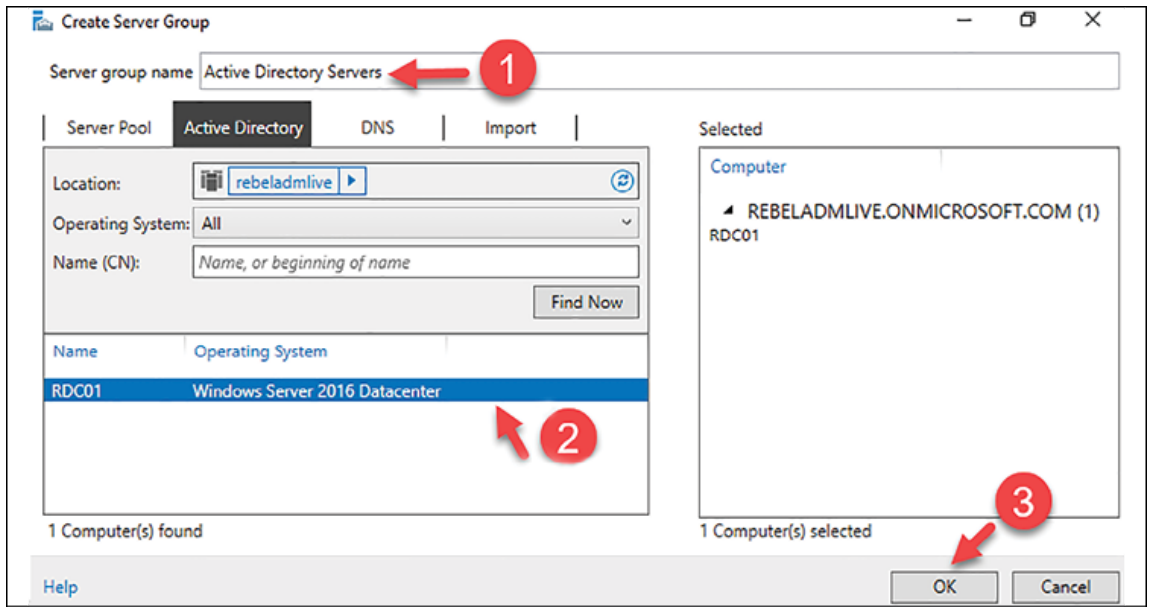 Create Server Group
Server group name Active Directory Servers 1
Server Pool Active Directory DNS Import
Location: rebeladmlive
Operating System: All
Name (CN): Name, or beginning of name
Find Now
Name Operating System
RDC01 Windows Server 2016 Datacenter
2
1 Computer(s) found
Selected
Computer
REBELADMLIVE.ONMICROSOFT.COM (1)
RDC01
3
1 Computer(s) selected
Help OK Cancel